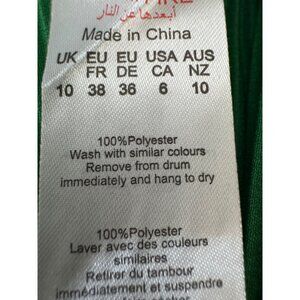 FIRE
أبعدها عن النار
Made in China
UK EU EU USA AUS
FR DE CA NZ
10 38 36 6 10
100%Polyester
Wash with similar colours
Remove from drum
immediately and hang to dry
100%Polyester
Laver avec des couleurs
similaires
Retirer du tambour
immédiatement et suspendre